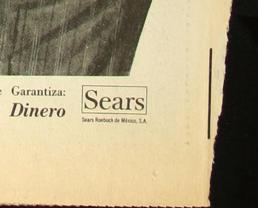 e Garantiza:
Dinero
Sears
Sears Roebuck de México, S.A.